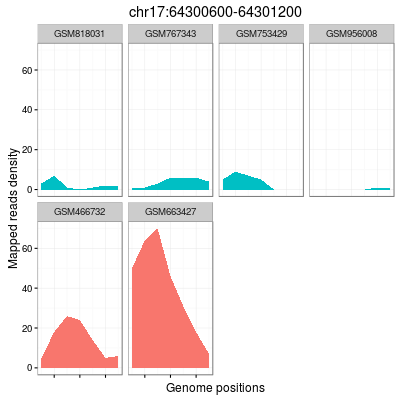 chr17:64300600-64301200
GSM818031 GSM767343 GSM753429 GSM956008
60
40
20
0
GSM466732 GSM663427
60
40
20
0
Mapped reads density
Genome positions